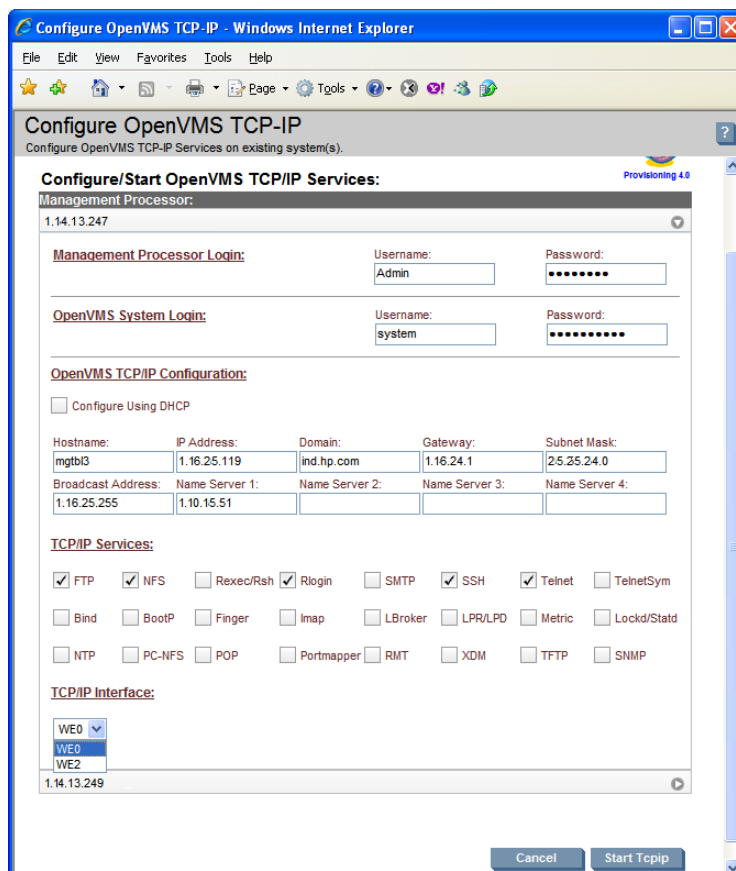 Configure OpenVMS TCP-IP - Windows Internet Explorer
File Edit View Favorites Tools Help
Page Tools
Configure OpenVMS TCP-IP
Configure OpenVMS TCP-IP Services on existing system(s).
?
Configure/Start OpenVMS TCP/IP Services:
Provisioning 4.0
Management Processor:
1.14.13.247
Management Processor Login: Username: Password:
Admin ••••••••
OpenVMS System Login: Username: Password:
system ••••••••••
OpenVMS TCP/IP Configuration:
Configure Using DHCP
Hostname: IP Address: Domain: Gateway: Subnet Mask:
mgtbl3 1.16.25.119 ind.hp.com 1.16.24.1 25.25.24.0
Broadcast Address: Name Server 1: Name Server 2: Name Server 3: Name Server 4:
1.16.25.255 1.10.15.51
TCP/IP Services:
FTP NFS Rexec/Rsh Rlogin SMTP SSH Telnet TelnetSym
Bind BootP Finger Imap LBroker LPR/LPD Metric Lockd/Statd
NTP PC-NFS POP Portmapper RMT XDM TFTP SNMP
TCP/IP Interface:
WE0
WE0
WE2
1.14.13.249
Cancel Start Tcpip